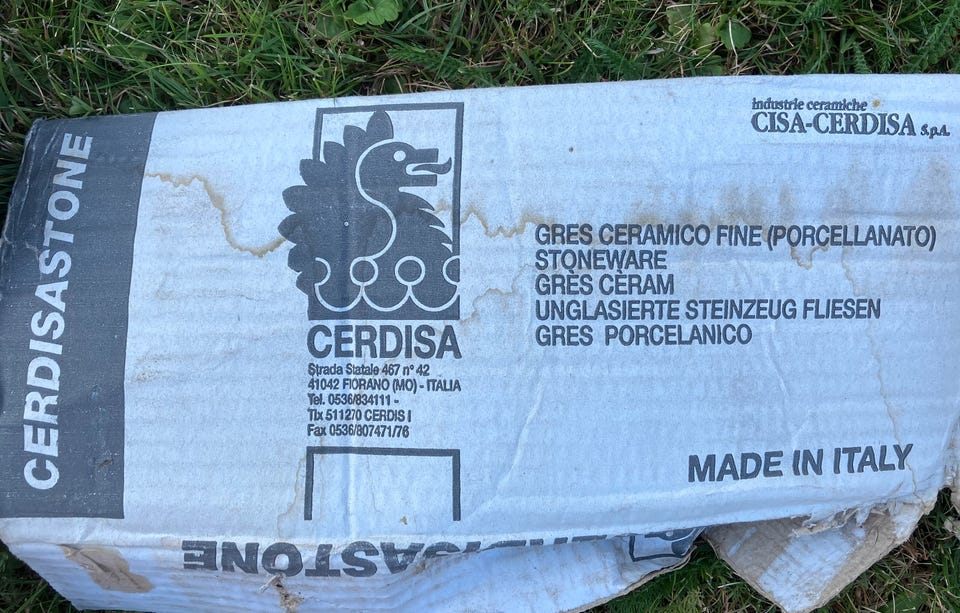 CERDISASTONE
industrie ceramiche
CISA-CERDISA s.p.A.
GRES CERAMICO FINE (PORCELLANATO)
STONEWARE
GRÈS CÈRAM
UNGLASIERTE STEINZEUG FLIESEN
GRES PORCELANICO
CERDISA
Strada Statale 467 n° 42
41042 FIORANO (MO) - ITALIA
Tel. 0536/834111 -
Tlx 511270 CERDIS I
Fax 0536/807471/76
MADE IN ITALY
CERDISASTONE